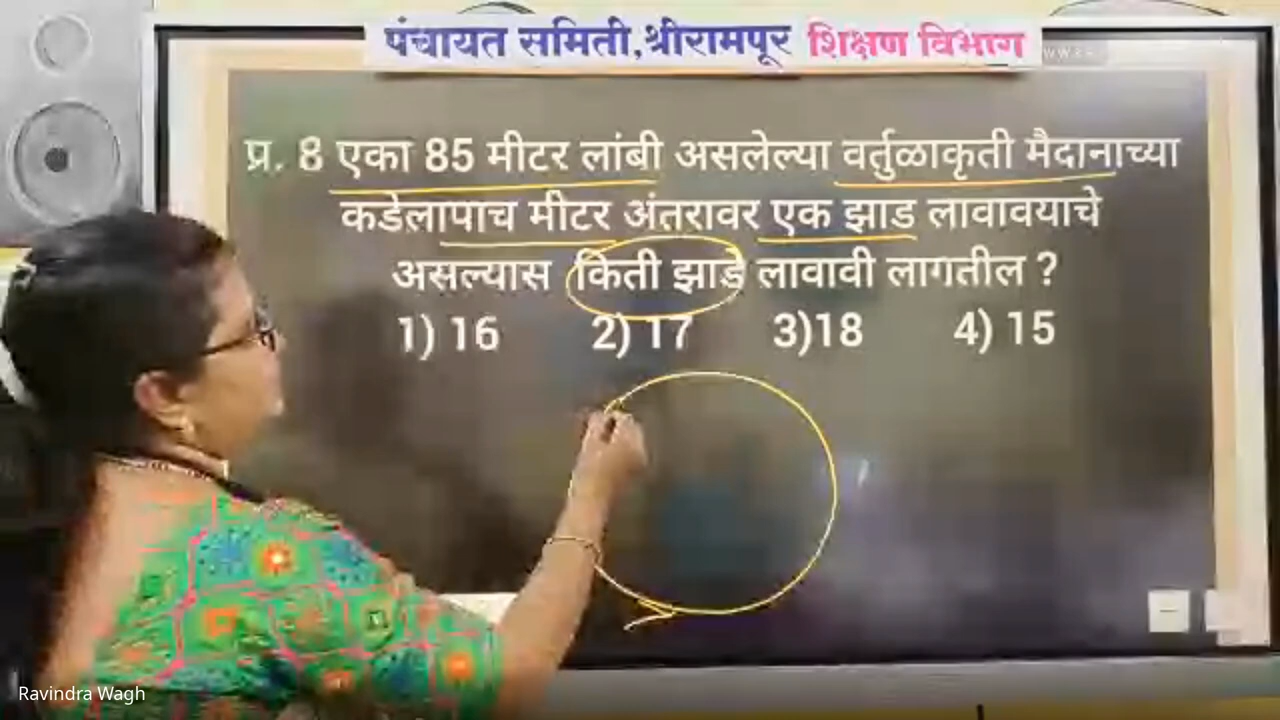 पंचायत समिती,श्रीरामपूर शिक्षण विभाग
प्र. 8 एका 85 मीटर लांबी असलेल्या वर्तुळाकृती मैदानाच्या
कडेलापाच मीटर अंतरावर एक झाड लावावयाचे
असल्यास किती झाडे लावावी लागतील ?
1) 16 2) 17 3)18 4) 15
Ravindra Wagh